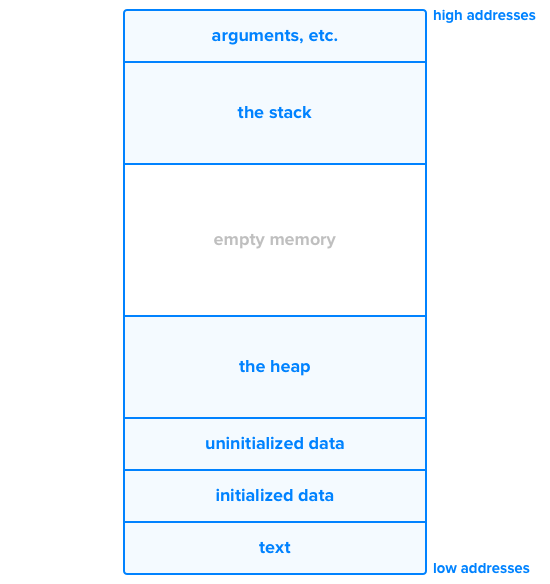 high addresses
arguments, etc.
the stack
empty memory
the heap
uninitialized data
initialized data
text
low addresses